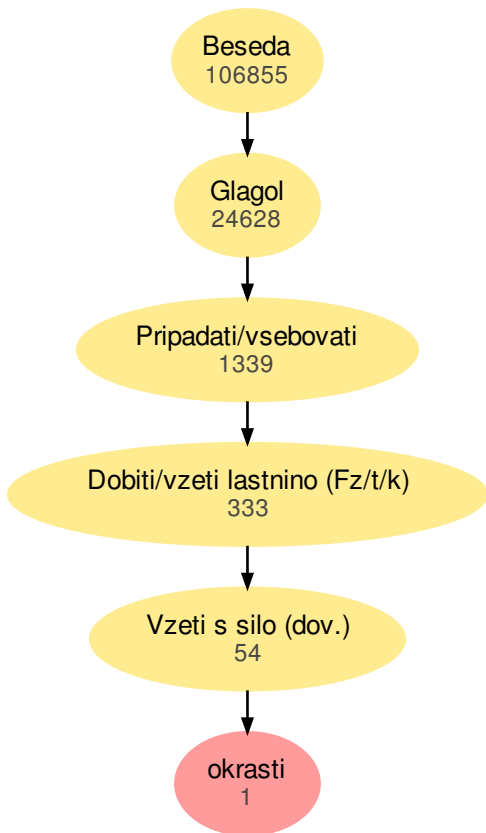 Beseda
106855
Glagol
24628
Pripadati/vsebovati
1339
Dobiti/vzeti lastnino (Fz/t/k)
333
Vzeti s silo (dov.)
54
okrasti
1